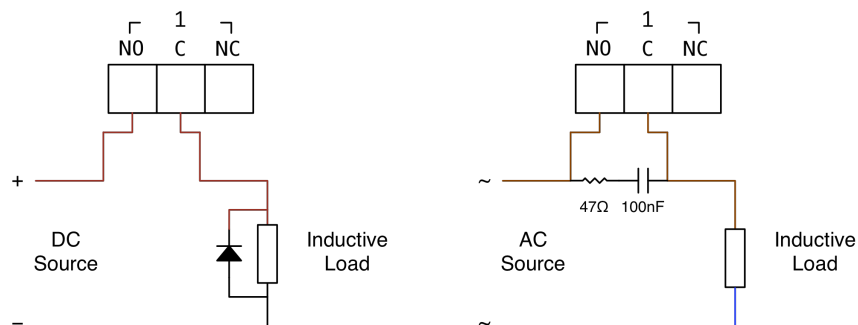 1
NO C NC
+
DC
Source
Inductive
Load
−
1
NO C NC
~
47Ω 100nF
AC
Source
Inductive
Load
~